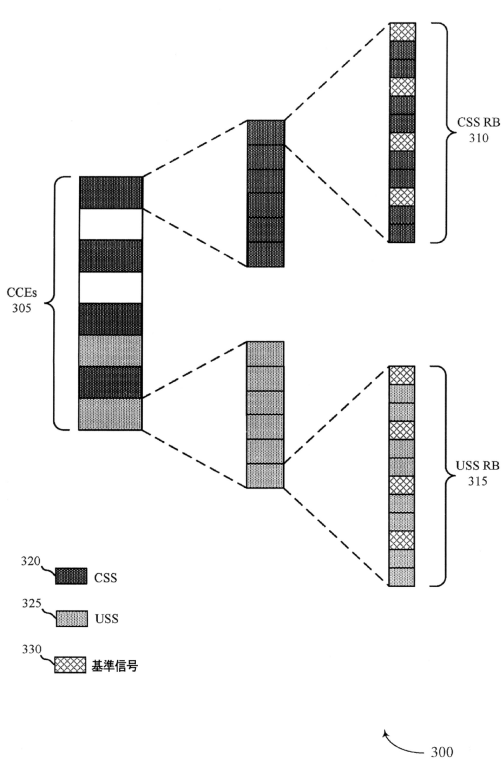 CSS RB
310
CCEs
305
USS RB
315
320
CSS
325
USS
330
基準信号
300